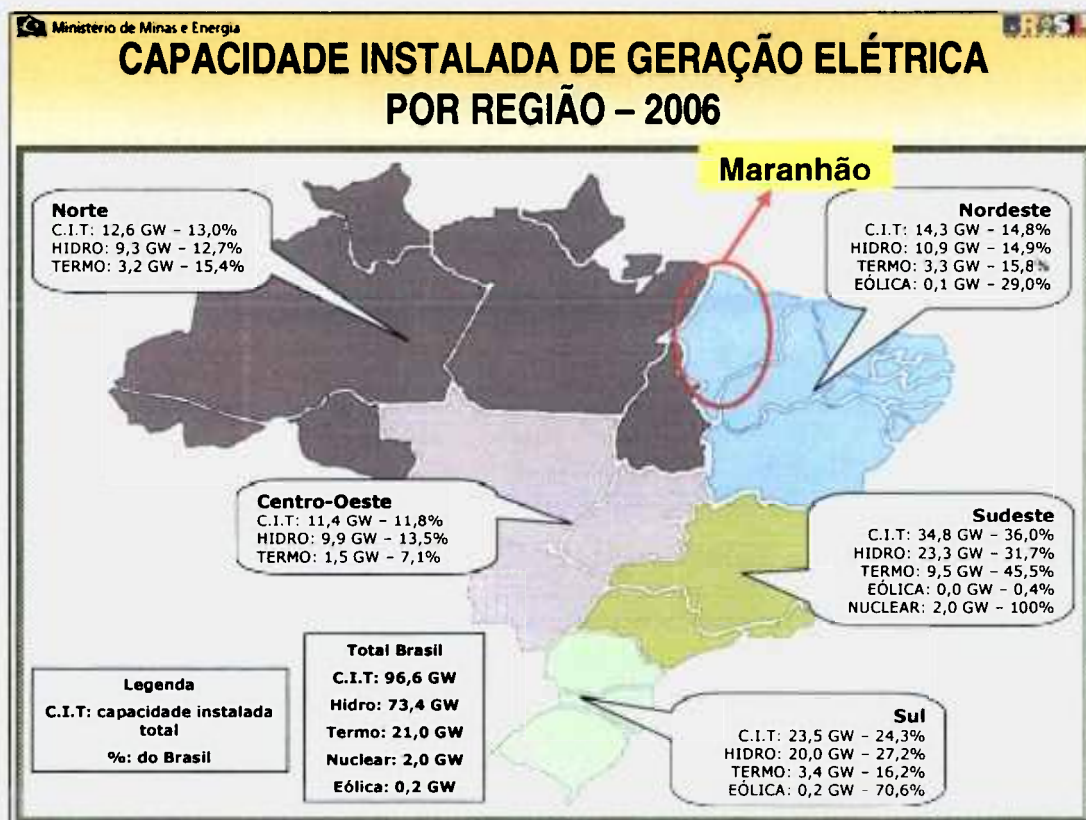 Ministério de Minas e Energia
BRASIL
CAPACIDADE INSTALADA DE GERAÇÃO ELÉTRICA
POR REGIÃO – 2006
Maranhão
Norte
C.I.T: 12,6 GW – 13,0%
HIDRO: 9,3 GW – 12,7%
TERMO: 3,2 GW – 15,4%
Nordeste
C.I.T: 14,3 GW – 14,8%
HIDRO: 10,9 GW – 14,9%
TERMO: 3,3 GW – 15,8%
EÓLICA: 0,1 GW – 29,0%
Centro-Oeste
C.I.T: 11,4 GW – 11,8%
HIDRO: 9,9 GW – 13,5%
TERMO: 1,5 GW – 7,1%
Sudeste
C.I.T: 34,8 GW – 36,0%
HIDRO: 23,3 GW – 31,7%
TERMO: 9,5 GW – 45,5%
EÓLICA: 0,0 GW – 0,4%
NUCLEAR: 2,0 GW – 100%
Legenda
C.I.T: capacidade instalada
total
%: do Brasil
Total Brasil
C.I.T: 96,6 GW
Hidro: 73,4 GW
Termo: 21,0 GW
Nuclear: 2,0 GW
Eólica: 0,2 GW
Sul
C.I.T: 23,5 GW – 24,3%
HIDRO: 20,0 GW – 27,2%
TERMO: 3,4 GW – 16,2%
EÓLICA: 0,2 GW – 70,6%